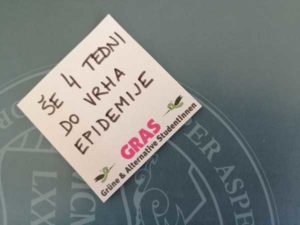 ŠE 4 TEDNI
DO VRHA
EPIDEMIJE
GRAS
Grüne & Alternative StudentInnen